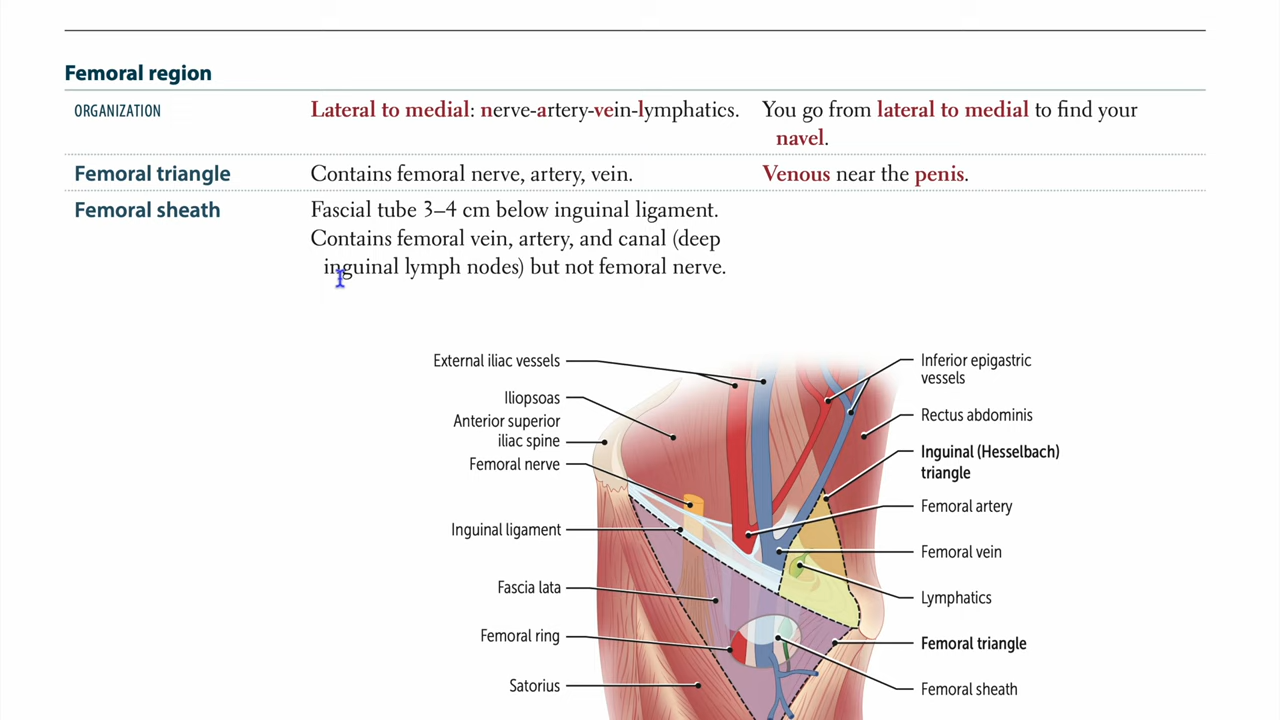 Femoral region
ORGANIZATION
Lateral to medial: nerve-artery-vein-lymphatics.
You go from lateral to medial to find your
navel.
Femoral triangle
Contains femoral nerve, artery, vein.
Venous near the penis.
Femoral sheath
Fascial tube 3–4 cm below inguinal ligament.
Contains femoral vein, artery, and canal (deep
inguinal lymph nodes) but not femoral nerve.
External iliac vessels
Iliopsoas
Anterior superior
iliac spine
Femoral nerve
Inguinal ligament
Fascia lata
Femoral ring
Sartorius
Inferior epigastric
vessels
Rectus abdominis
Inguinal (Hesselbach)
triangle
Femoral artery
Femoral vein
Lymphatics
Femoral triangle
Femoral sheath